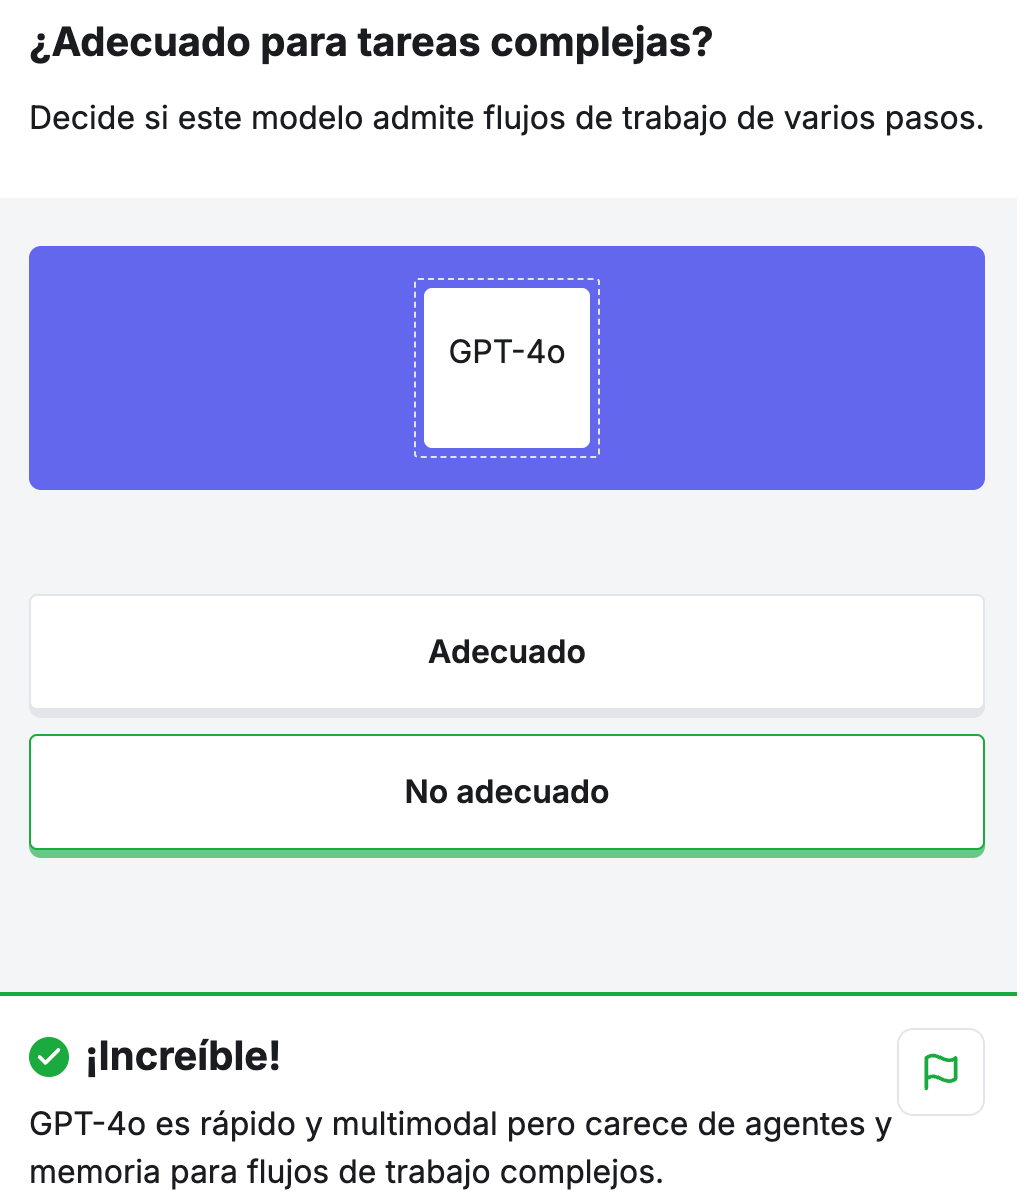 ¿Adecuado para tareas complejas?
Decide si este modelo admite flujos de trabajo de varios pasos.
GPT-4o
Adecuado
No adecuado
¡Increíble!
GPT-4o es rápido y multimodal pero carece de agentes y
memoria para flujos de trabajo complejos.